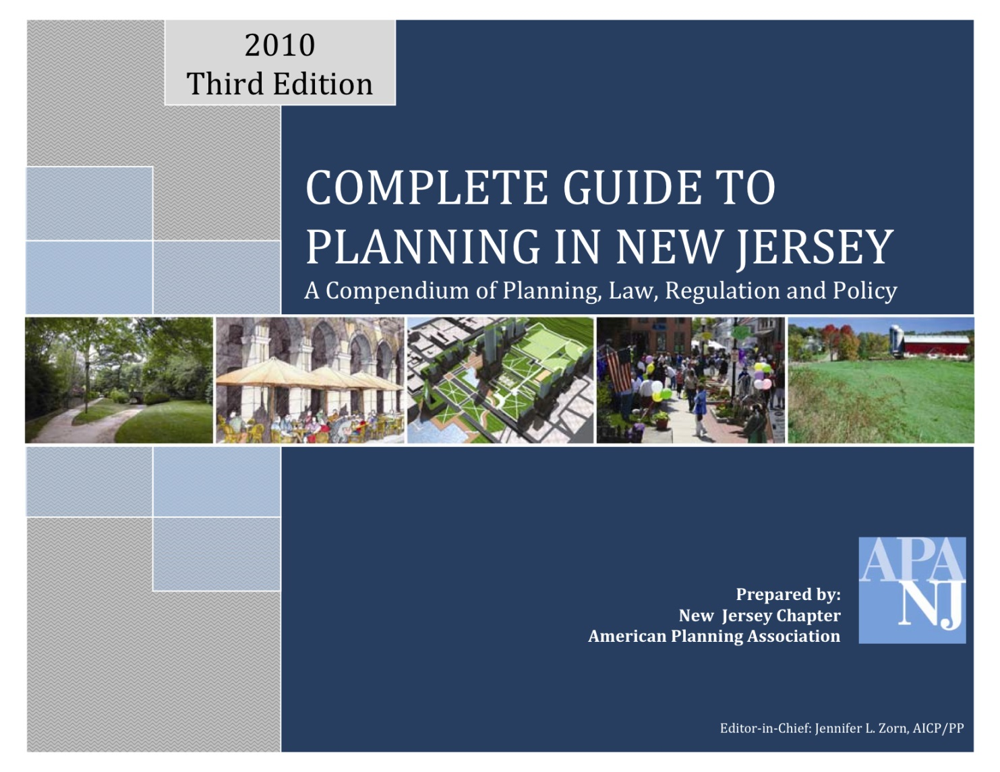 2010
Third Edition
COMPLETE GUIDE TO
PLANNING IN NEW JERSEY
A Compendium of Planning, Law, Regulation and Policy
Prepared by:
New Jersey Chapter
American Planning Association
APA
NJ
Editor-in-Chief: Jennifer L. Zorn, AICP/PP